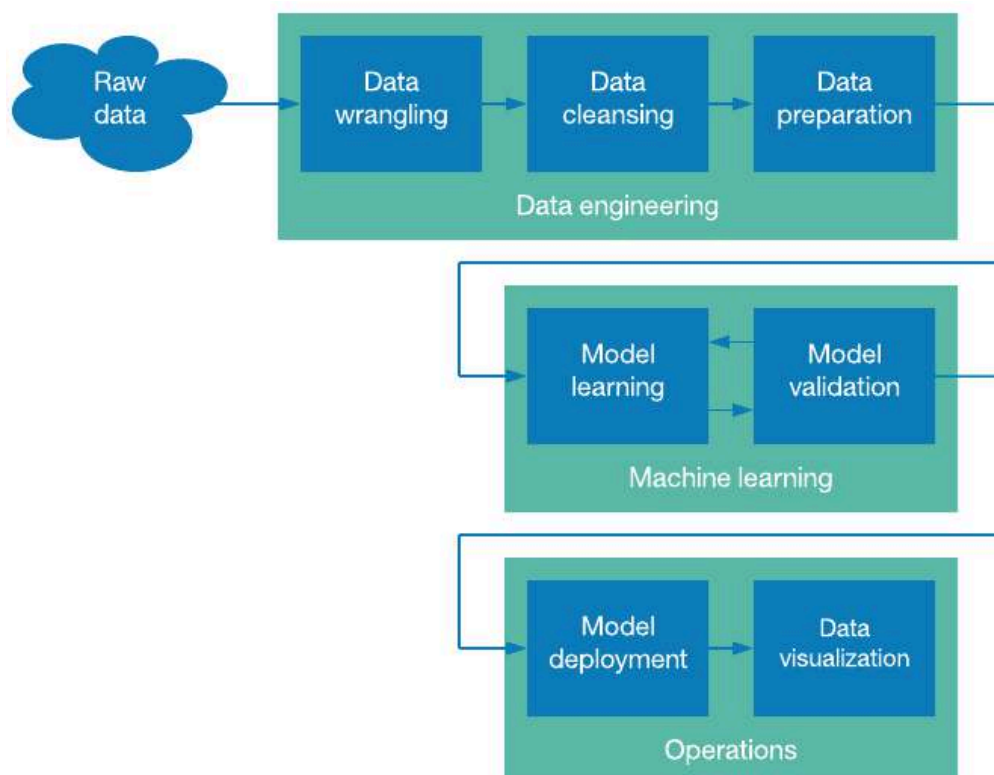 Raw
data
Data
wrangling
Data
cleansing
Data
preparation
Data engineering
Model
learning
Model
validation
Machine learning
Model
deployment
Data
visualization
Operations